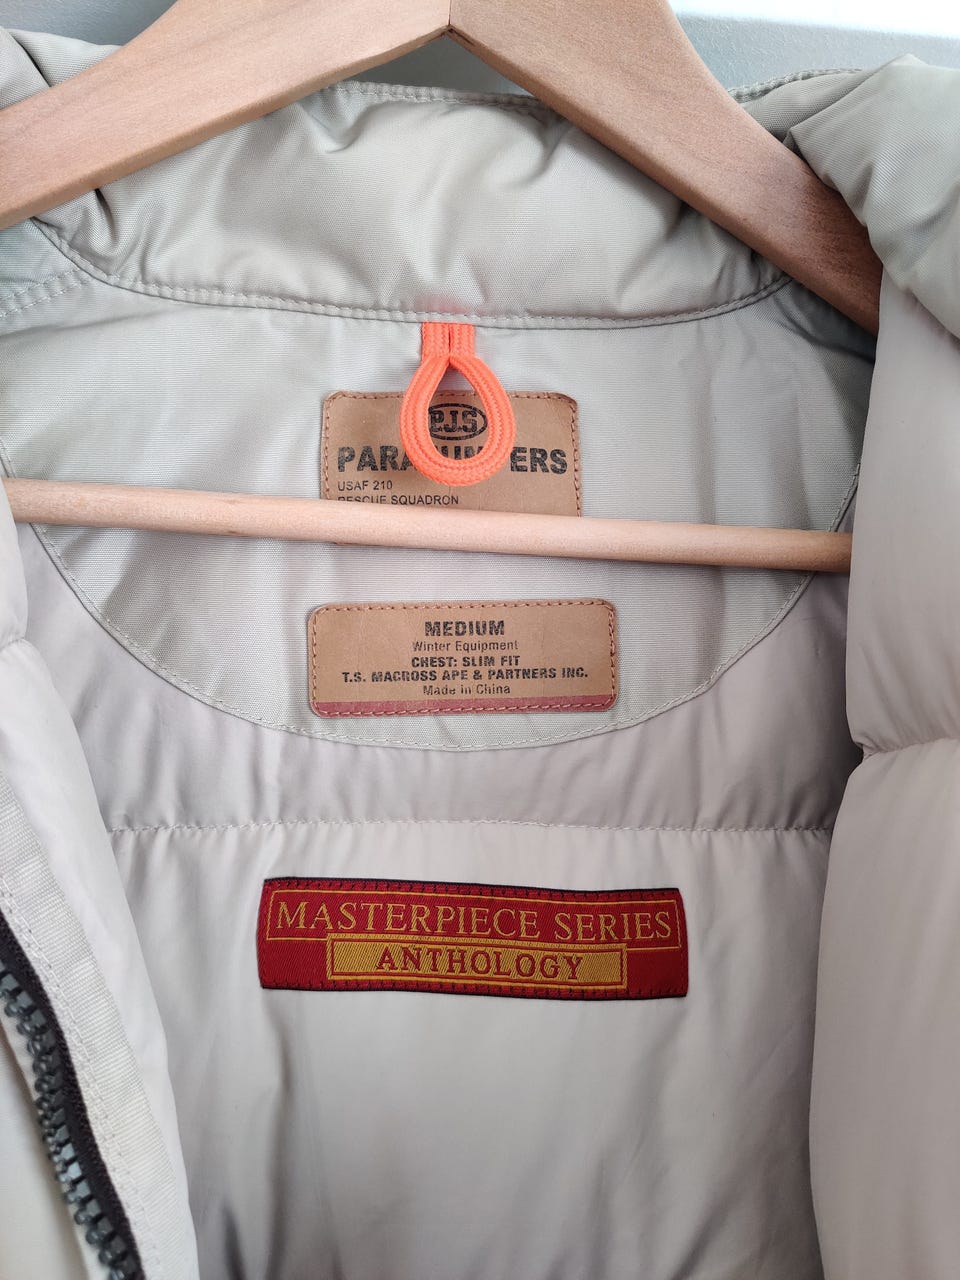 PJS
USAF 210
RESCUE SQUADRON
MEDIUM
Winter Equipment
CHEST: SLIM FIT
T.S. MACROSS APE & PARTNERS INC.
Made in China
MASTERPIECE SERIES
ANTHOLOGY